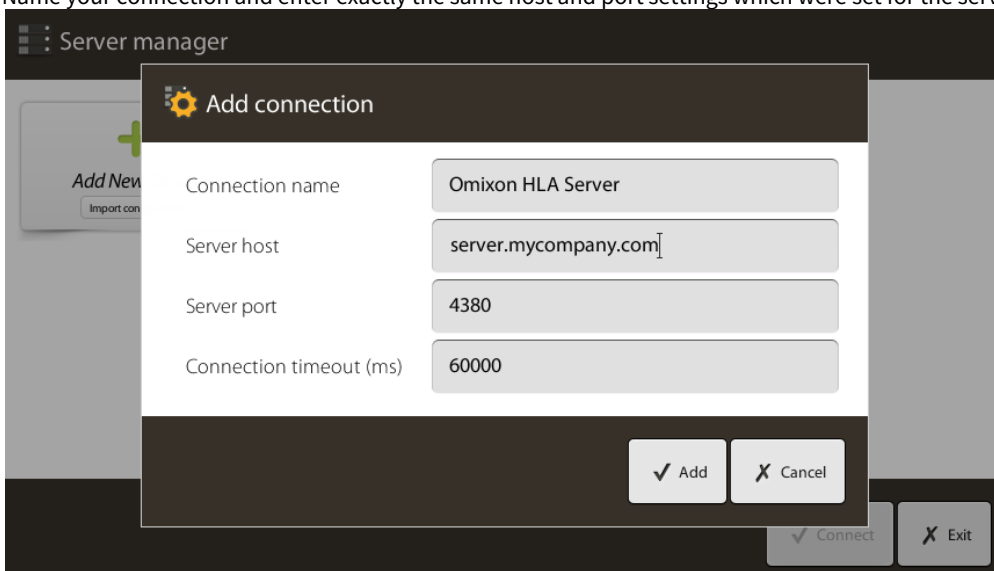 Name your connection and enter exactly the same host and port settings which were set for the
Server manager
Add connection
Add New
Import con
Connection name
Omixon HLA Server
Server host
server.mycompany.com
Server port
4380
Connection timeout (ms)
60000
Add
Cancel
Connect
Exit